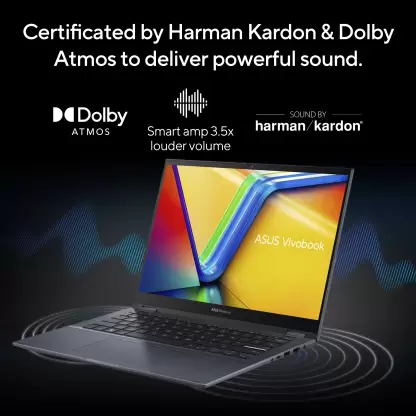 Certificated by Harman Kardon & Dolby
Atmos to deliver powerful sound.
Dolby
ATMOS
Smart amp 3.5x
louder volume
SOUND BY
harman/kardon®
ASUS Vivobook